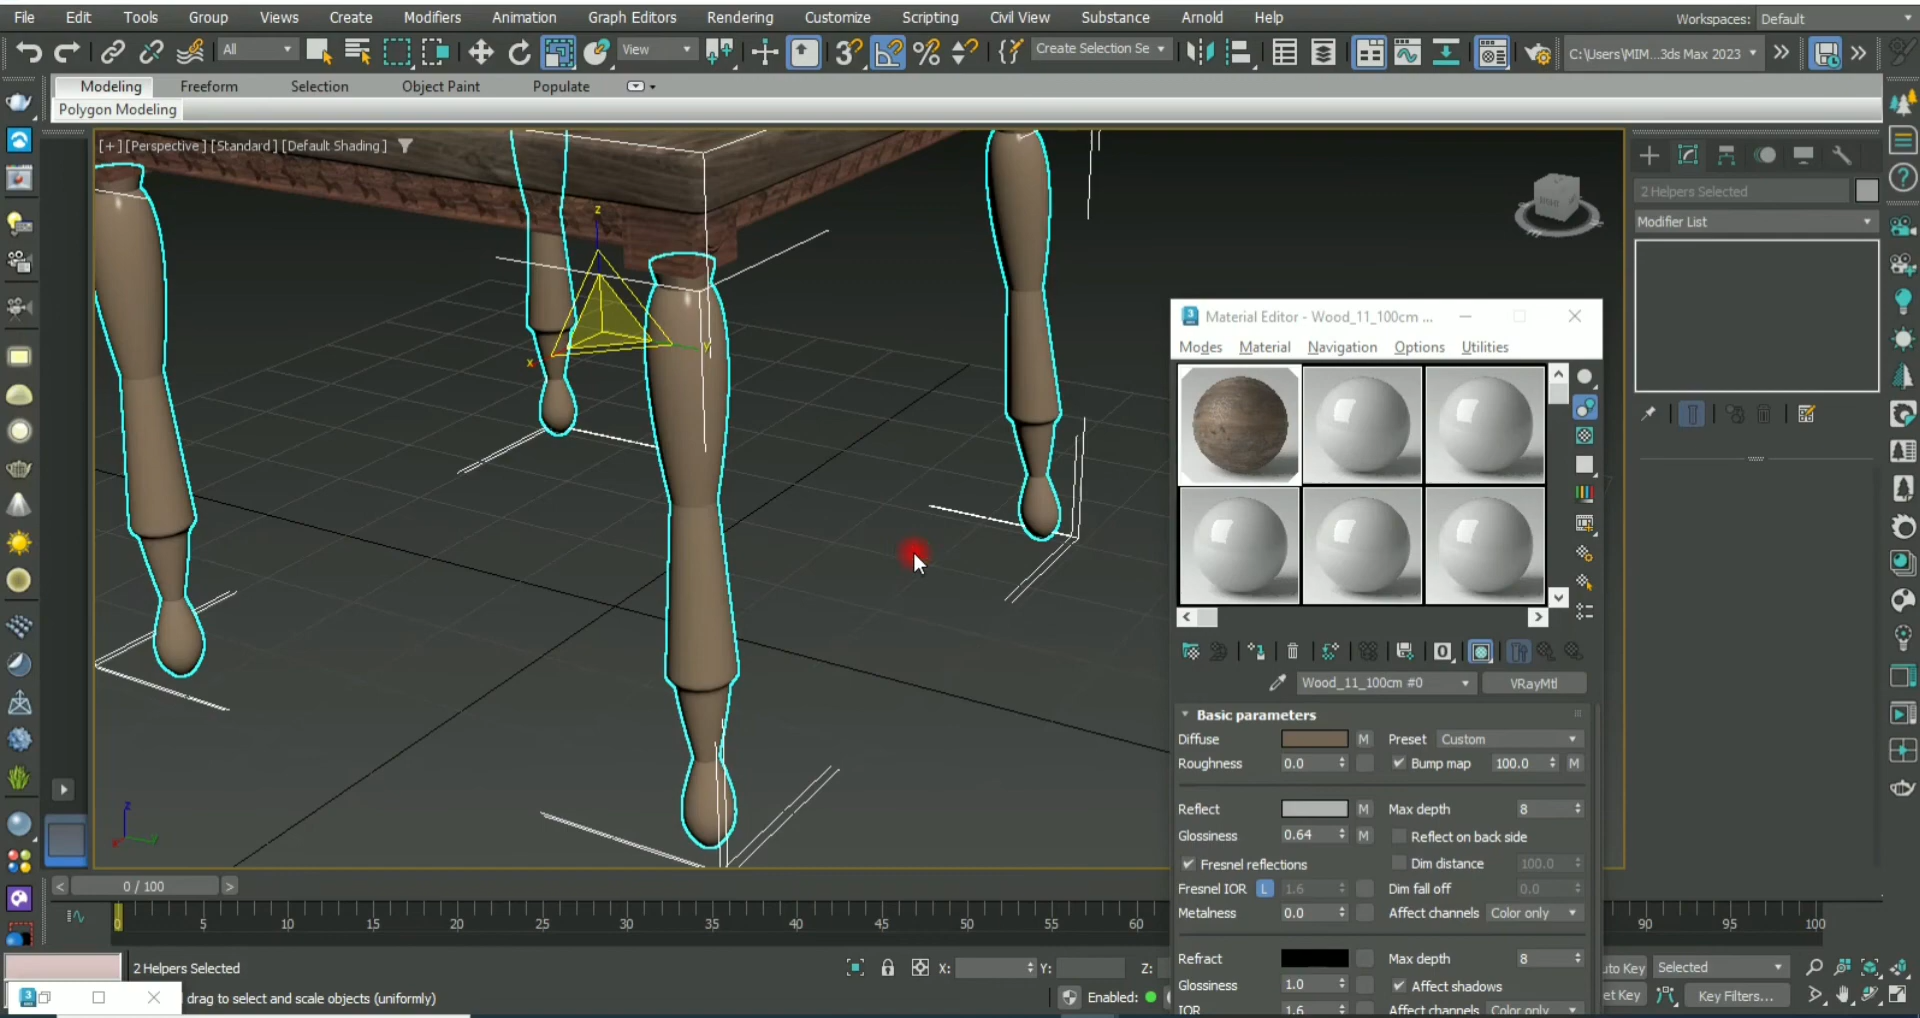 File Edit Tools Group Views Create Modifiers Animation Graph Editors Rendering Customize Scripting Civil View Substance Arnold Help Workspaces: Default
All View Create Selection Se C:\Users\MIM...3ds Max 2023
Modeling Freeform Selection Object Paint Populate
Polygon Modeling
[+] [Perspective] [Standard] [Default Shading]
2 Helpers Selected
Modifier List
z
x
y
RIGHT
Material Editor - Wood_11_100cm ...
Modes Material Navigation Options Utilities
Wood_11_100cm #0 VRayMtl
Basic parameters
Diffuse M Preset Custom
Roughness 0.0 Bump map 100.0 M
Reflect M Max depth 8
Glossiness 0.64 M Reflect on back side
Fresnel reflections Dim distance 100.0
Fresnel IOR L 1.6 Dim fall off 0.0
Metalness 0.0 Affect channels Color only
Refract Max depth 8
Glossiness 1.0 Affect shadows
IOR 1.6 Affect channels Color only
z
x
0 / 100
0 5 10 15 20 25 30 35 40 45 50 55 60 90 95 100
2 Helpers Selected X: Y: Z: uto Key Selected
drag to select and scale objects (uniformly) Enabled: et Key Key Filters...